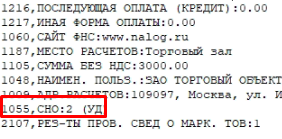 1216,ПОСЛЕДУЮЩАЯ ОПЛАТА (КРЕДИТ):0.00
1217,ИНАЯ ФОРМА ОПЛАТЫ:0.00
1060,САЙТ ФНС:www.nalog.ru
1187,МЕСТО РАСЧЕТОВ:Торговый зал
1105,СУММА БЕЗ НДС:3000.00
1048,НАИМЕН. ПОЛЬЗ.:ЗАО ТОРГОВЫЙ ОБЪЕКТ
1009,АДР.РАСЧЕТОВ:109097, Москва, ул. И
1055,СНО:2 (УД
2107,РЕЗ-ТЫ ПРОВ. СВЕД О МАРК. ТОВ:1